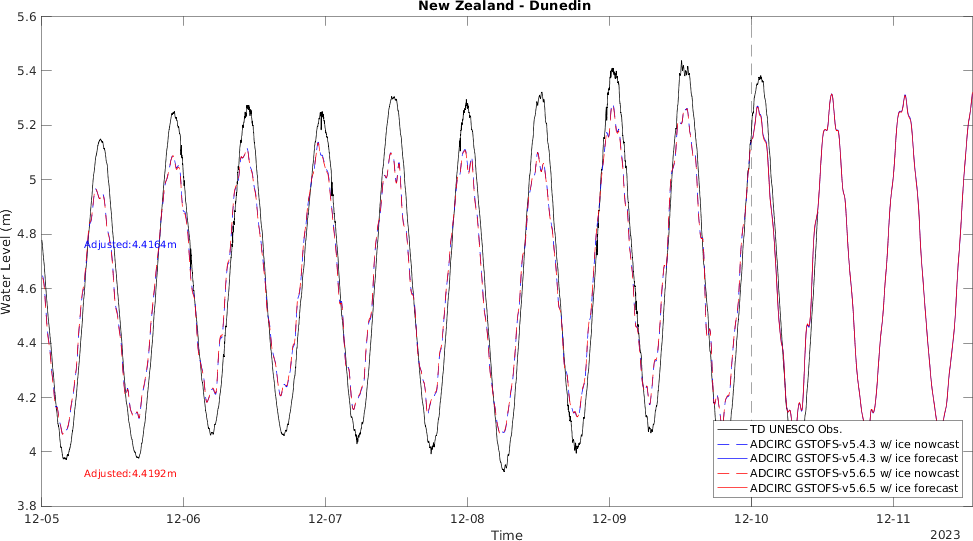 New Zealand - Dunedin
5.6
5.4
5.2
5
4.8
4.6
4.4
4.2
4
3.8
Water Level (m)
Adjusted:4.4164m
Adjusted:4.4192m
TD UNESCO Obs.
ADCIRC GSTOFS-v5.4.3 w/ ice nowcast
ADCIRC GSTOFS-v5.4.3 w/ ice forecast
ADCIRC GSTOFS-v5.6.5 w/ ice nowcast
ADCIRC GSTOFS-v5.6.5 w/ ice forecast
12-05 12-06 12-07 12-08 12-09 12-10 12-11
Time
2023